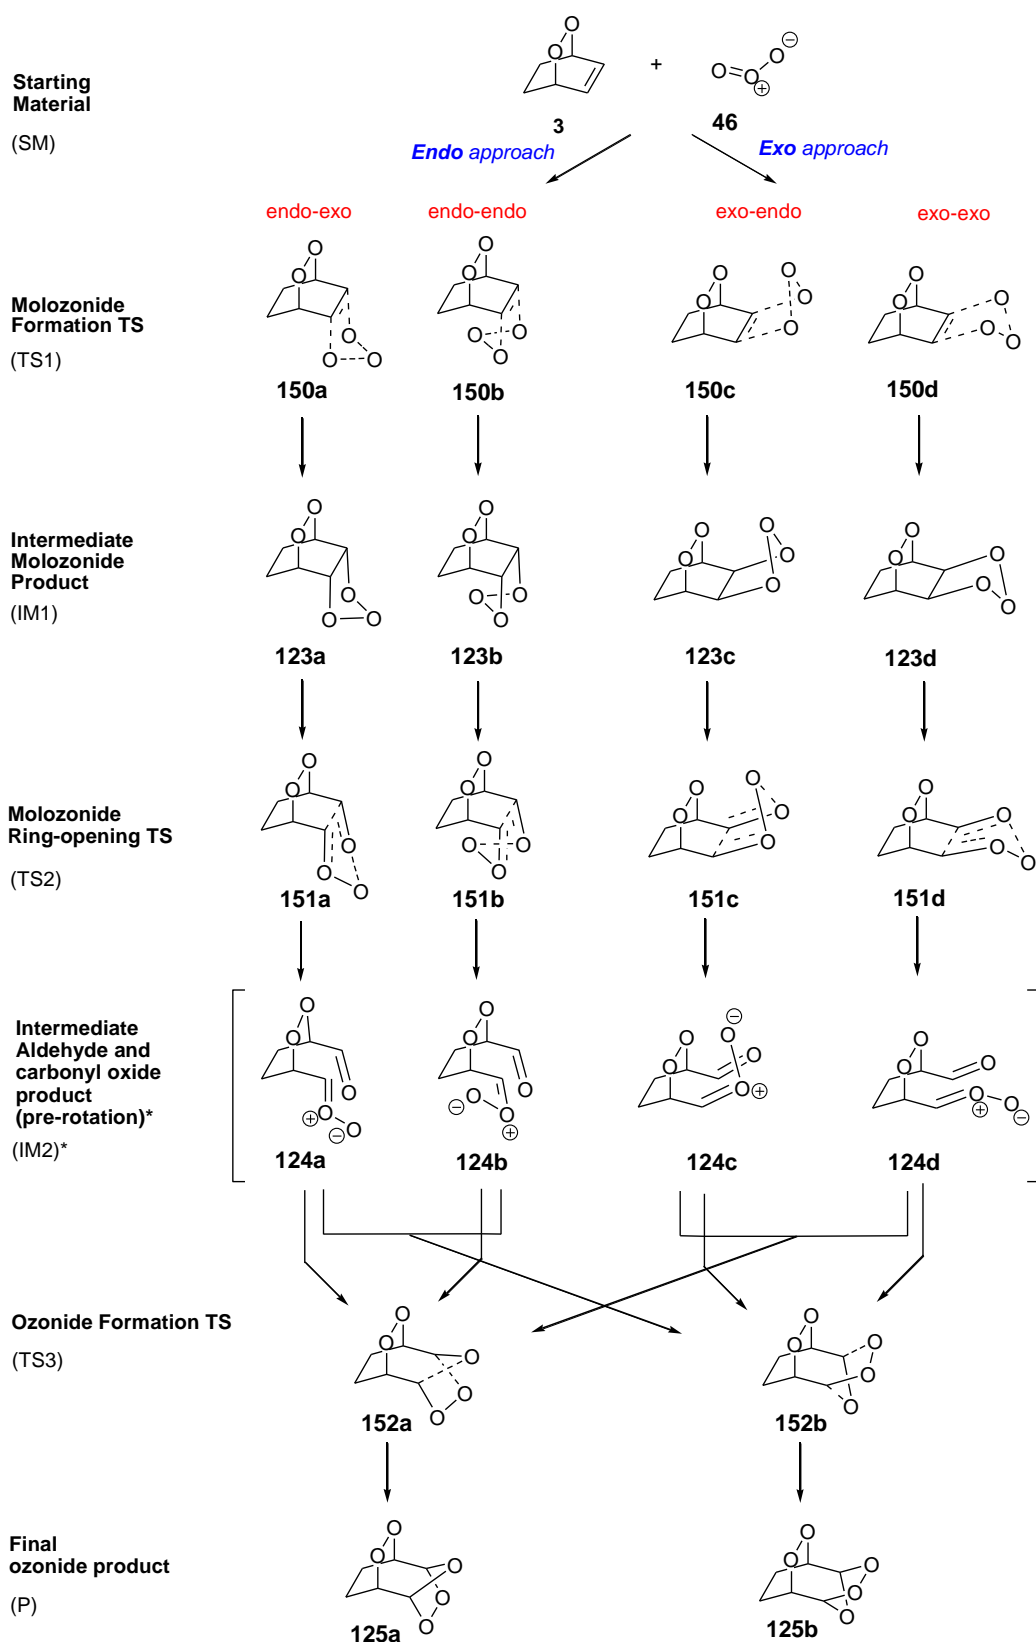 O
O
Starting
Material
(SM)
+
O=O O ⊖
⊕
3
46
Endo approach
Exo approach
endo-exo
endo-endo
exo-endo
exo-exo
Molozonide
Formation TS
(TS1)
O O O O O
O O O O O
O O O O O
O O O O O
150a
150b
150c
150d
Intermediate
Molozonide
Product
(IM1)
O O O O O
O O O O O
O O O O O
O O O O O
123a
123b
123c
123d
Molozonide
Ring-opening TS
(TS2)
O O O O O
O O O O O
O O O O O
O O O O O
151a
151b
151c
151d
Intermediate
Aldehyde and
carbonyl oxide
product
(pre-rotation)*
(IM2)*
O O O O O ⊕ ⊖
O O O O O ⊖ ⊕
O O O O O ⊖ ⊕
O O O O O ⊕ ⊖
124a
124b
124c
124d
Ozonide Formation TS
(TS3)
O O O O O
O O O O O
152a
152b
Final
ozonide product
(P)
O O O O O
O O O O O
125a
125b